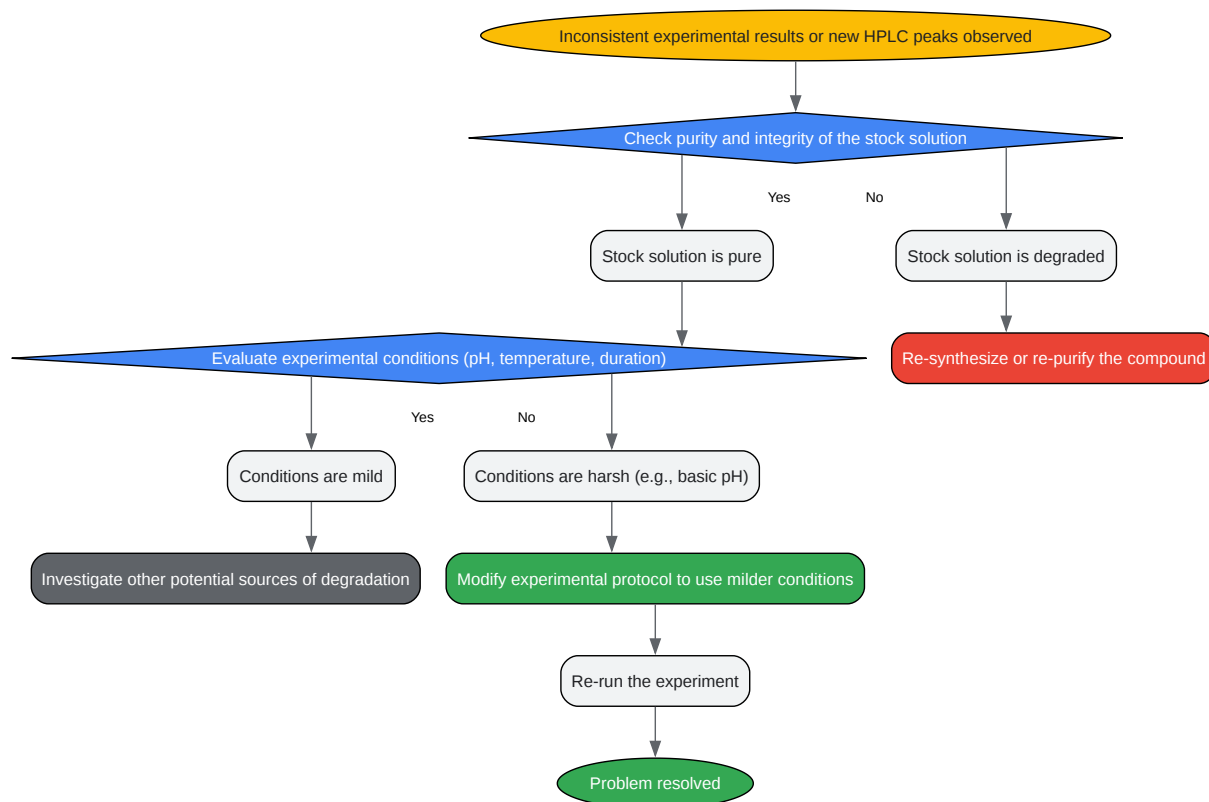 Inconsistent experimental results or new HPLC peaks observed
Check purity and integrity of the stock solution
Yes
No
Stock solution is pure
Stock solution is degraded
Evaluate experimental conditions (pH, temperature, duration)
Re-synthesize or re-purify the compound
Yes
No
Conditions are mild
Conditions are harsh (e.g., basic pH)
Investigate other potential sources of degradation
Modify experimental protocol to use milder conditions
Re-run the experiment
Problem resolved